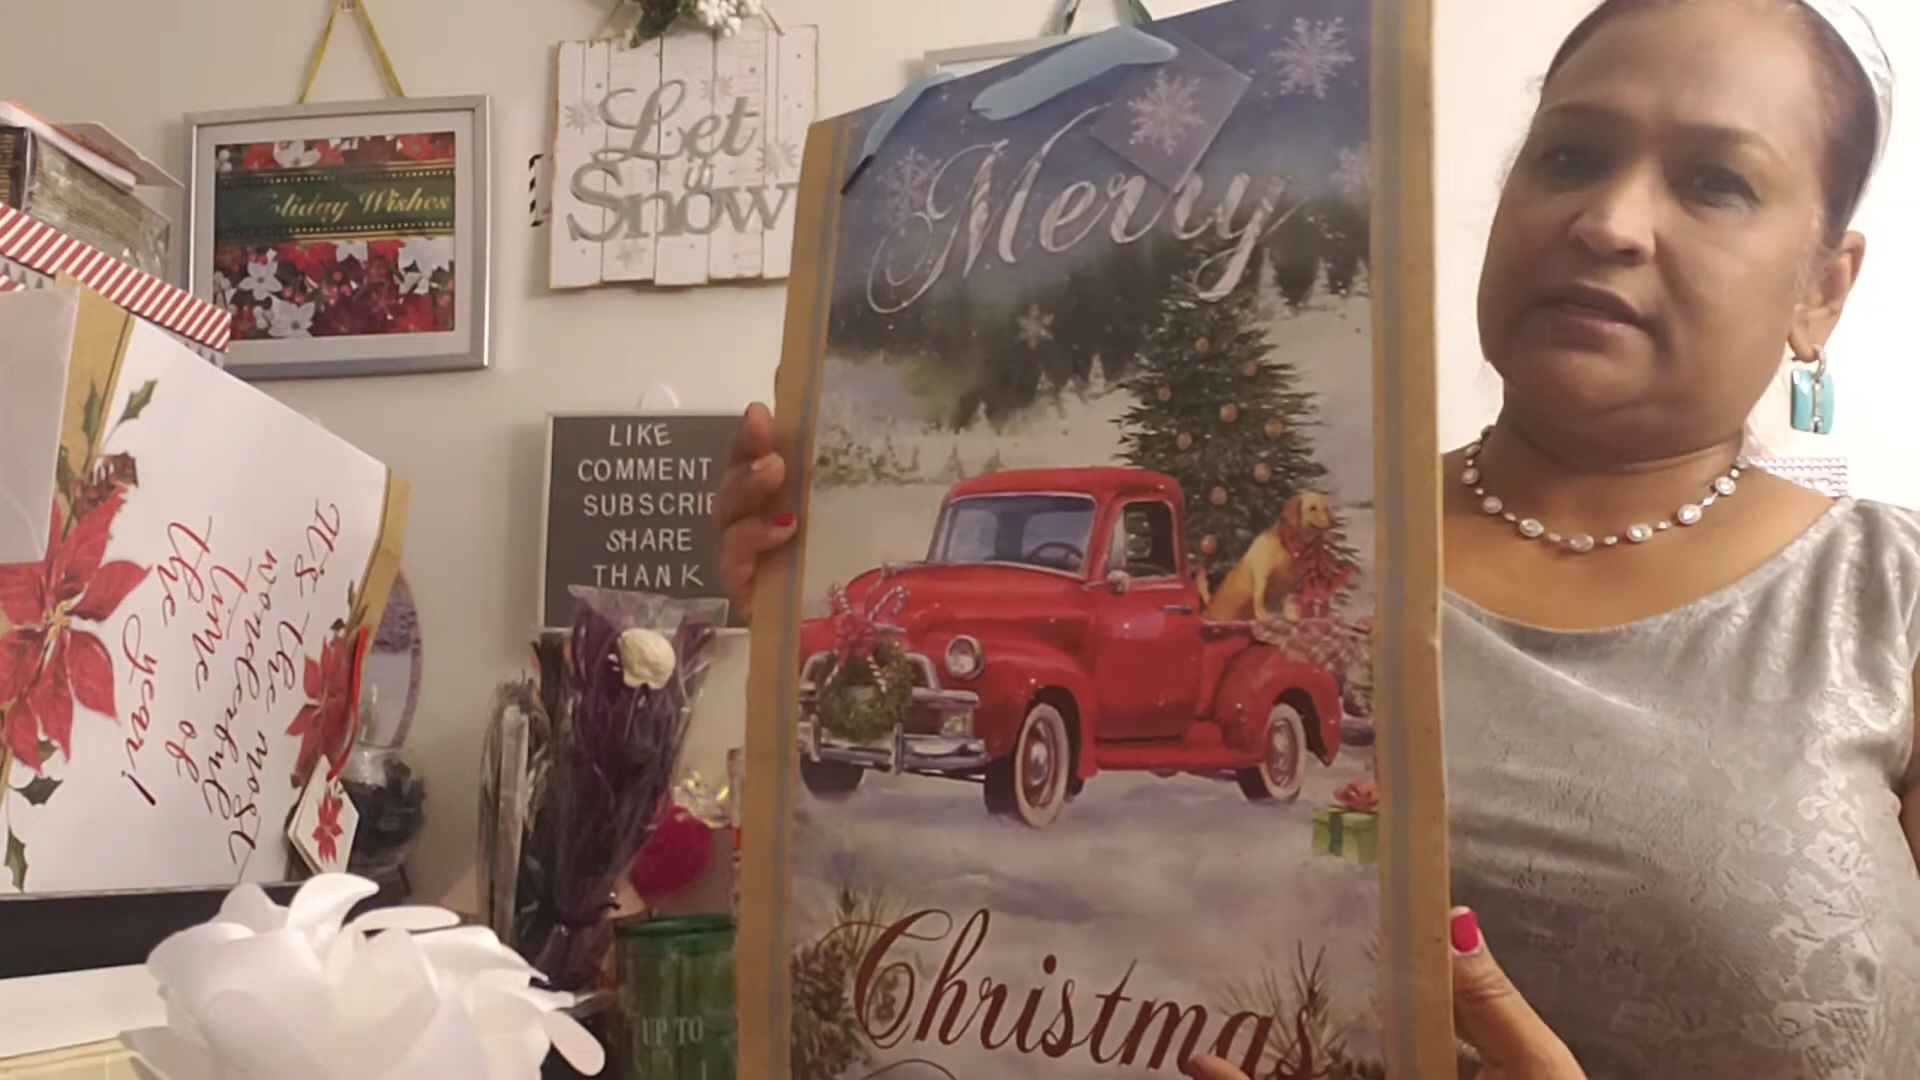 Holiday Wishes
Let
it
Snow
Merry
Christmas
LIKE
COMMENT
SUBSCRIB
SHARE
THANK
It's the most
wonderful
time of
the year!
UP TO